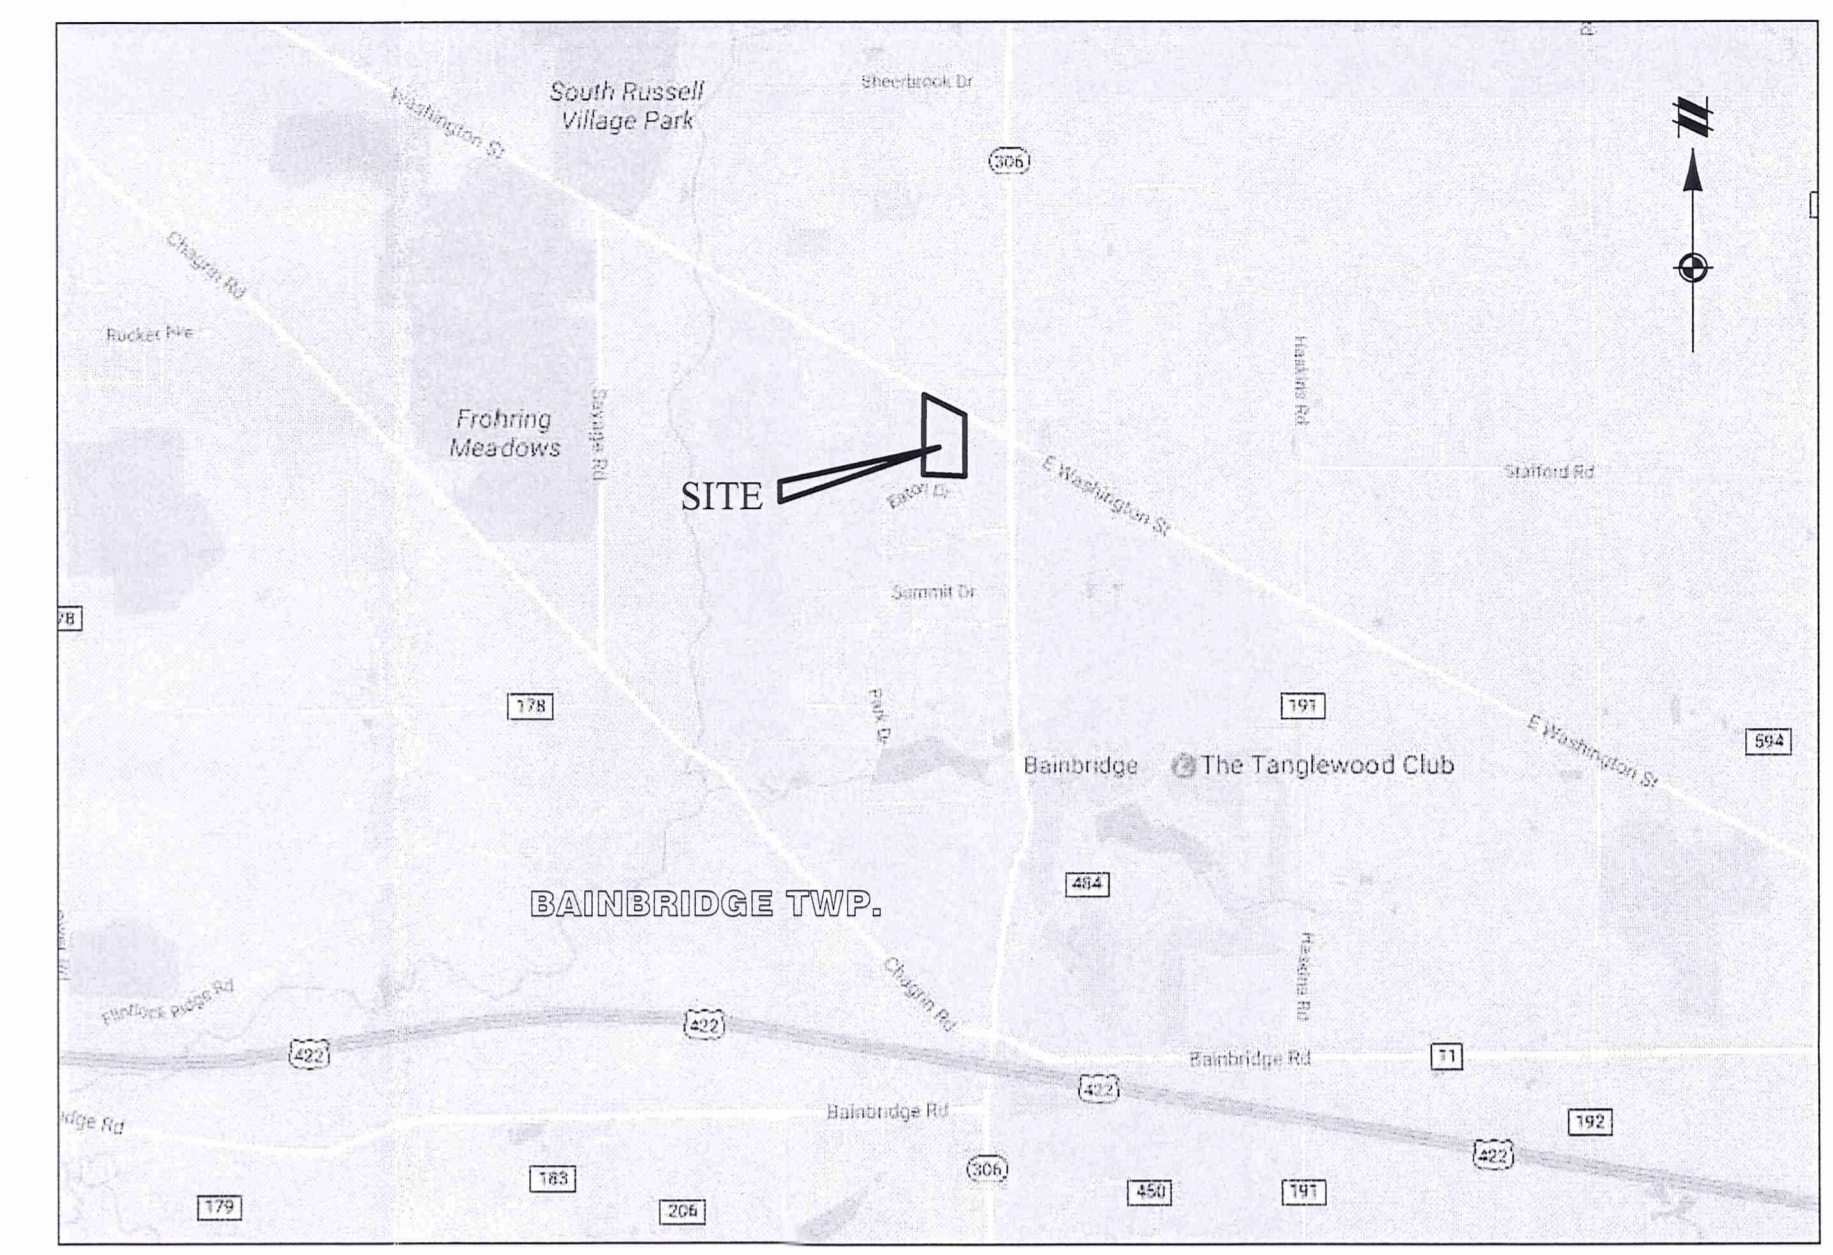 South Russell
Village Park
Sheerbrook Dr
Washington St
306
Chagrin Rd
Haskins Rd
Frohring
Meadows
Savage Rd
SITE
Eaton Dr
E Washington St
Stafford Rd
Summit Dr
78
178
Park Dr
191
E Washington St
594
Bainbridge
The Tanglewood Club
484
BAINBRIDGE TWP.
Chagrin Rd
Haskins Rd
Flintlock Ridge Rd
422
422
Bainbridge Rd
11
422
idge Rd
Bainbridge Rd
192
422
306
183
179
206
450
191